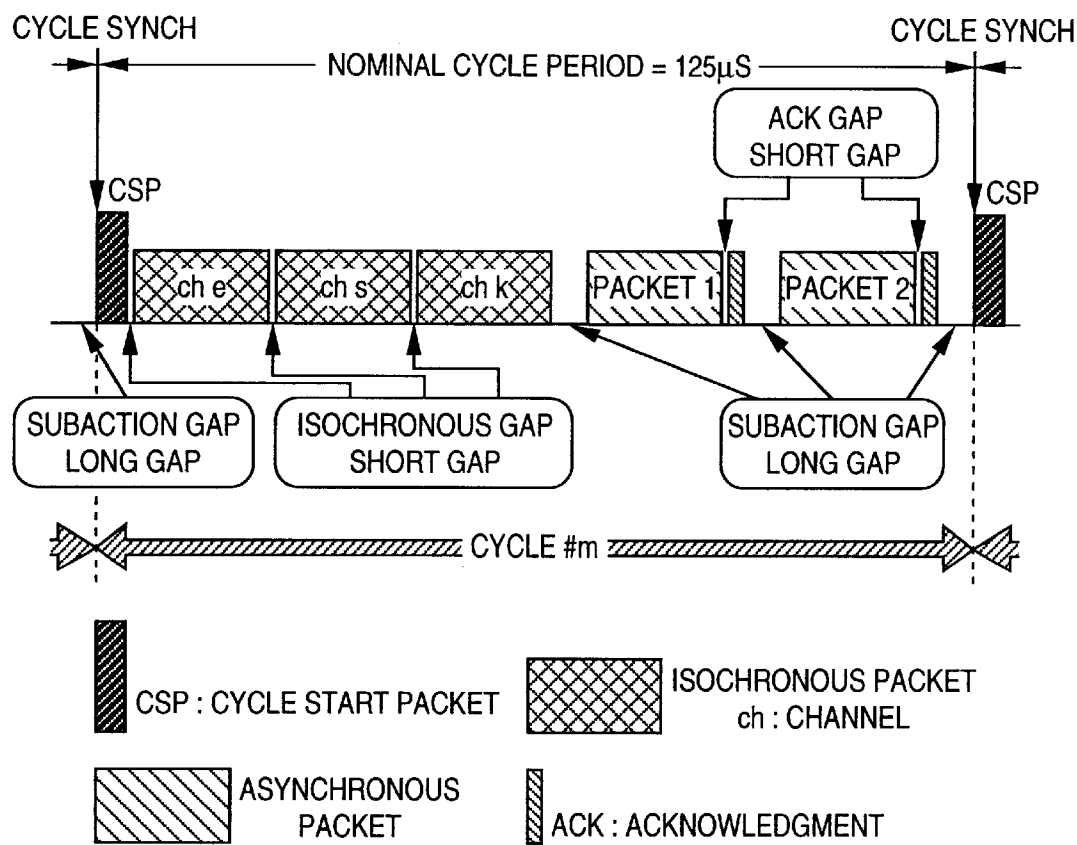 CYCLE SYNCH
CYCLE SYNCH
NOMINAL CYCLE PERIOD = 125μS
ACK GAP
SHORT GAP
CSP
CSP
ch e
ch s
ch k
PACKET 1
PACKET 2
SUBACTION GAP
LONG GAP
ISOCHRONOUS GAP
SHORT GAP
SUBACTION GAP
LONG GAP
CYCLE #m
CSP : CYCLE START PACKET
ISOCHRONOUS PACKET
ch : CHANNEL
ASYNCHRONOUS
PACKET
ACK : ACKNOWLEDGMENT